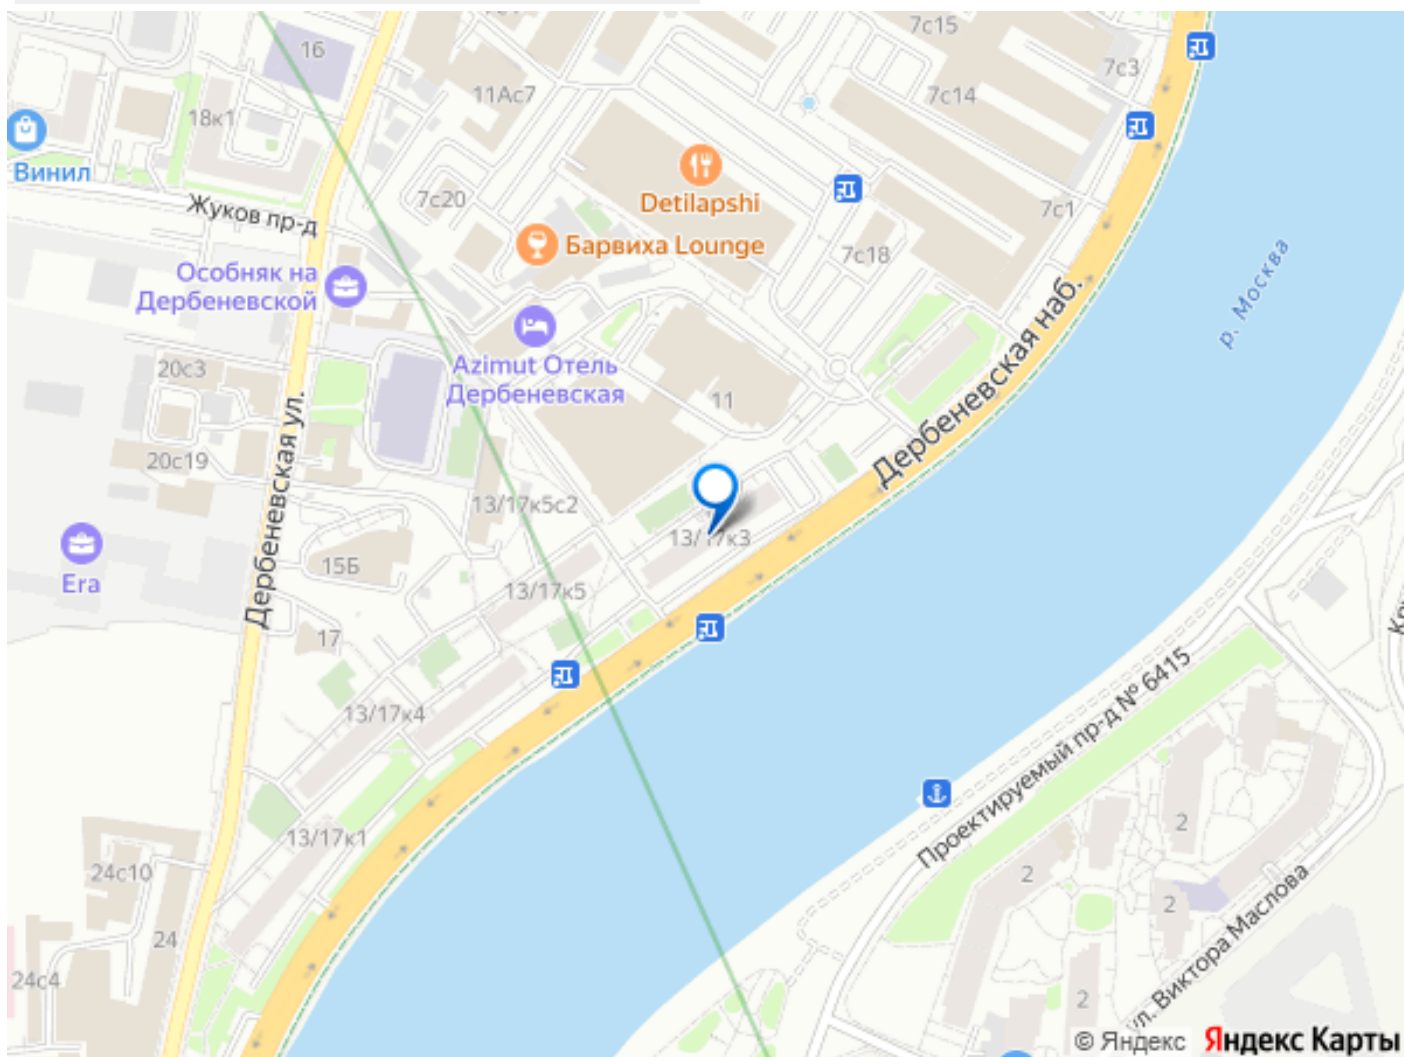 16
7с15
7с3
11Ас7
7с14
18к1
Винил
Detilapshi
7с20
7с1
Жуков пр-д
Барвиха Lounge
7с18
р. Москва
Особняк на
Дербеневской
Дербеневская наб.
Azimut Отель
Дербеневская
20с3
11
Дербеневская ул.
20с19
13/17к5с2
13/17к3
15Б
Era
13/17к5
17
Проектируемый пр-д № 6415
13/17к4
13/17к1
2
2
2
24с10
24
24с4
2
ул. Виктора Маслова
© Яндекс Яндекс Карты